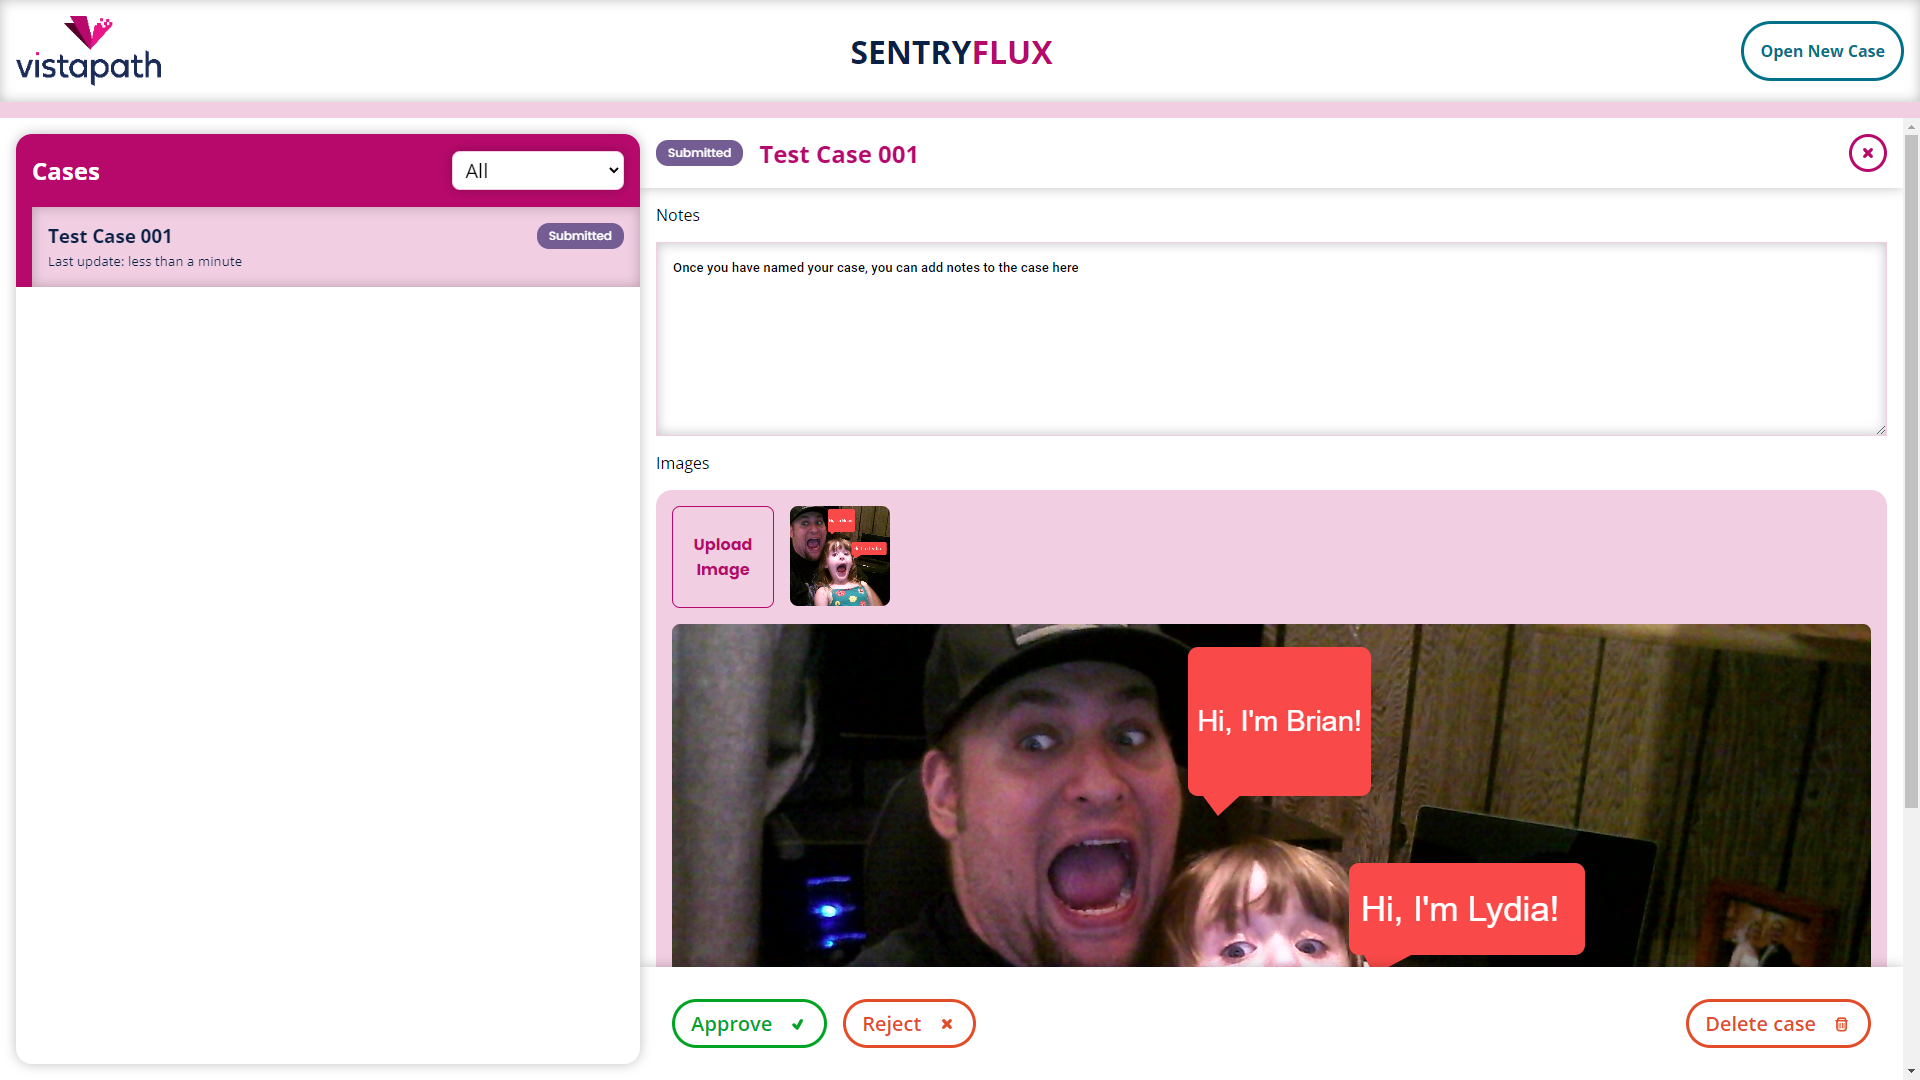 vistapath
SENTRYFLUX
Open New Case
Cases
All
Test Case 001
Submitted
Last update: less than a minute
Submitted
Test Case 001
Notes
Once you have named your case, you can add notes to the case here
Images
Upload
Image
Hi, I'm Brian!
Hi, I'm Lydia!
Approve
Reject
Delete case